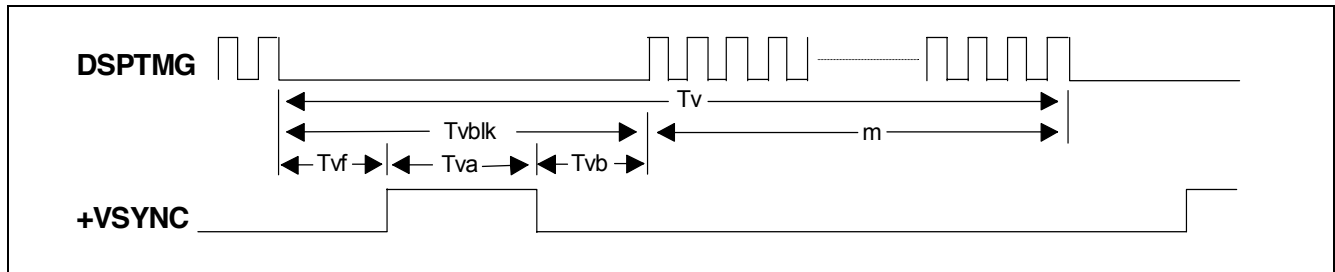 DSPTMG
Tv
Tvblk
m
Tvf
Tva
Tvb
+VSYNC